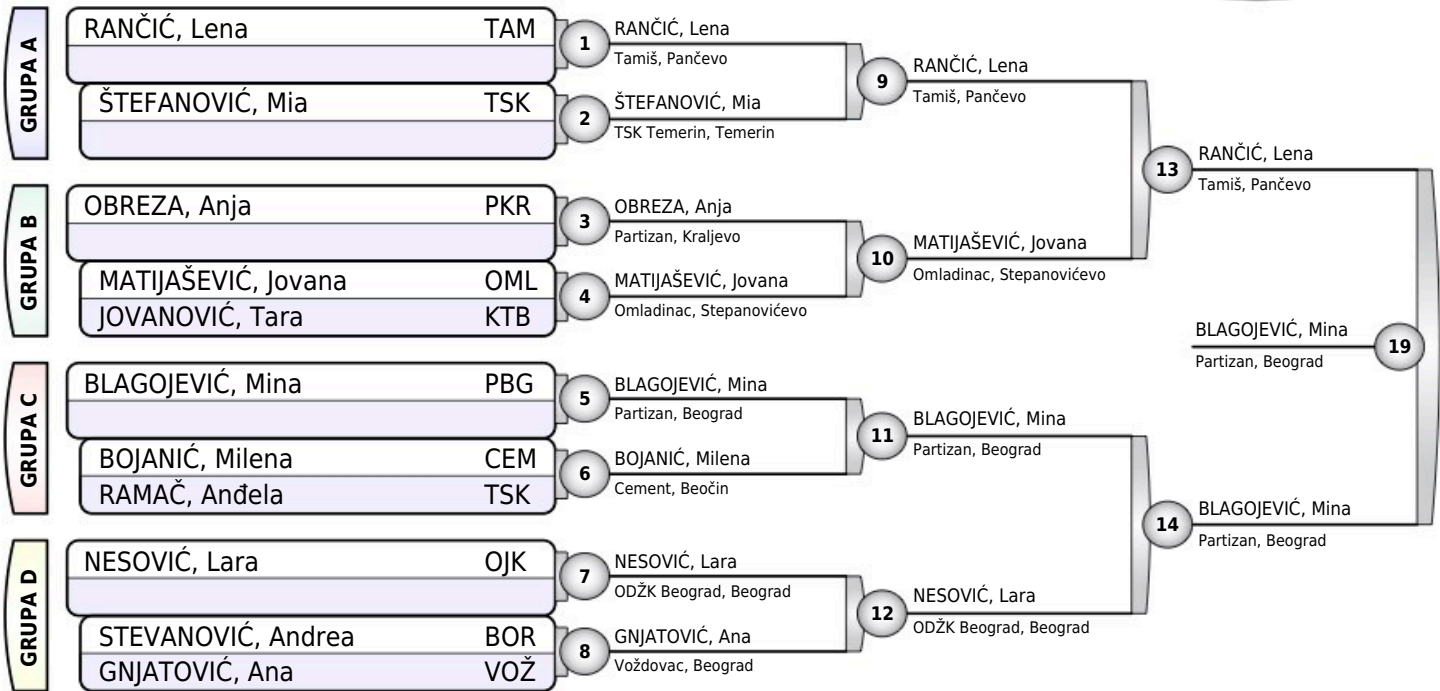 GRUPA A
RANČIĆ, Lena TAM
ŠTEFANOVIĆ, Mia TSK
GRUPA B
OBREZA, Anja PKR
MATIJAŠEVIĆ, Jovana OML
JOVANOVIĆ, Tara KTB
GRUPA C
BLAGOJEVIĆ, Mina PBG
BOJANIĆ, Milena CEM
RAMAČ, Anđela TSK
GRUPA D
NESOVIĆ, Lara OJK
STEVANOVIĆ, Andrea BOR
GNJATOVIĆ, Ana VOŽ
1
RANČIĆ, Lena
Tamiš, Pančevo
2
ŠTEFANOVIĆ, Mia
TSK Temerin, Temerin
3
OBREZA, Anja
Partizan, Kraljevo
4
MATIJAŠEVIĆ, Jovana
Omladinac, Stepanovićevo
5
BLAGOJEVIĆ, Mina
Partizan, Beograd
6
BOJANIĆ, Milena
Cement, Beočin
7
NESOVIĆ, Lara
ODŽK Beograd, Beograd
8
GNJATOVIĆ, Ana
Voždovac, Beograd
9
RANČIĆ, Lena
Tamiš, Pančevo
10
MATIJAŠEVIĆ, Jovana
Omladinac, Stepanovićevo
11
BLAGOJEVIĆ, Mina
Partizan, Beograd
12
NESOVIĆ, Lara
ODŽK Beograd, Beograd
13
RANČIĆ, Lena
Tamiš, Pančevo
14
BLAGOJEVIĆ, Mina
Partizan, Beograd
BLAGOJEVIĆ, Mina
Partizan, Beograd
19